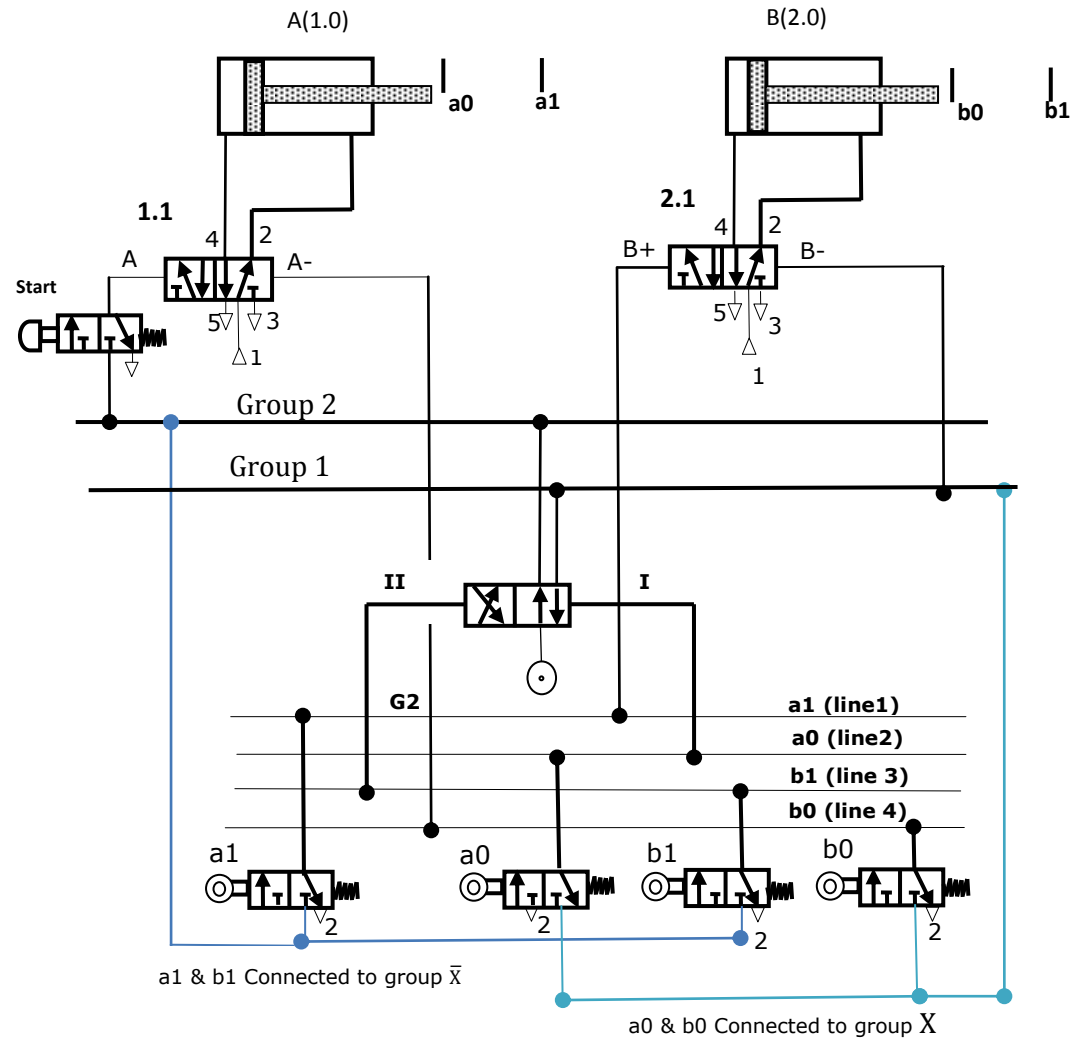 A(1.0)
B(2.0)
a0
a1
b0
b1
1.1
4
2
A
A-
Start
5
3
1
2.1
4
2
B+
B-
5
3
1
Group 2
Group 1
II
I
G2
a1 (line1)
a0 (line2)
b1 (line 3)
b0 (line 4)
a1
a0
b1
b0
2
2
2
2
a1 & b1 Connected to group X̅
a0 & b0 Connected to group X